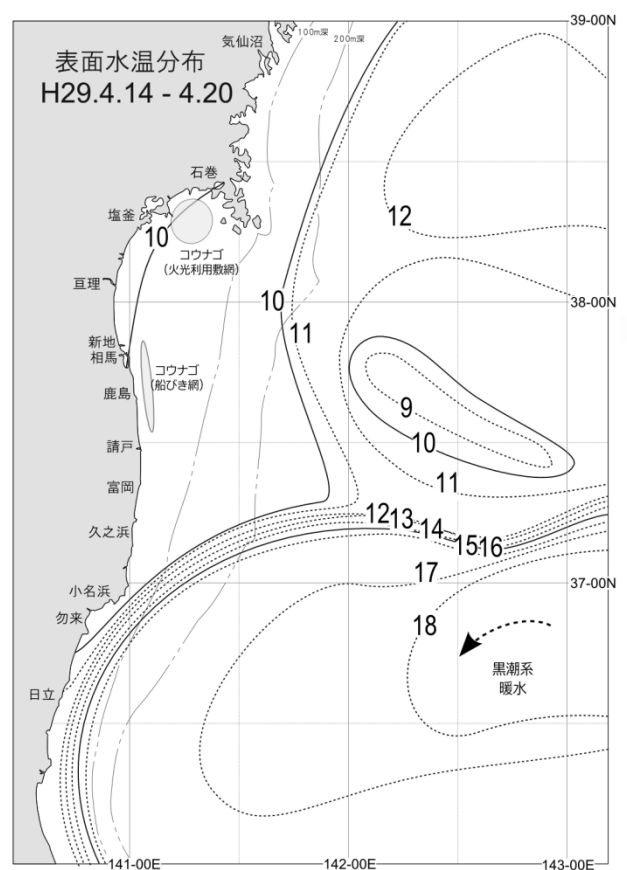 39-00N
100m深
200m深
気仙沼
表面水温分布
H29.4.14 - 4.20
石巻
12
塩釜
10
コウナゴ
(火光利用敷網)
亘理
10
38-00N
11
新地
相馬
コウナゴ
(船びき網)
鹿島
9
10
請戸
11
富岡
12
13
14
久之浜
15
16
17
37-00N
小名浜
18
勿来
黒潮系
暖水
日立
141-00E
142-00E
143-00E